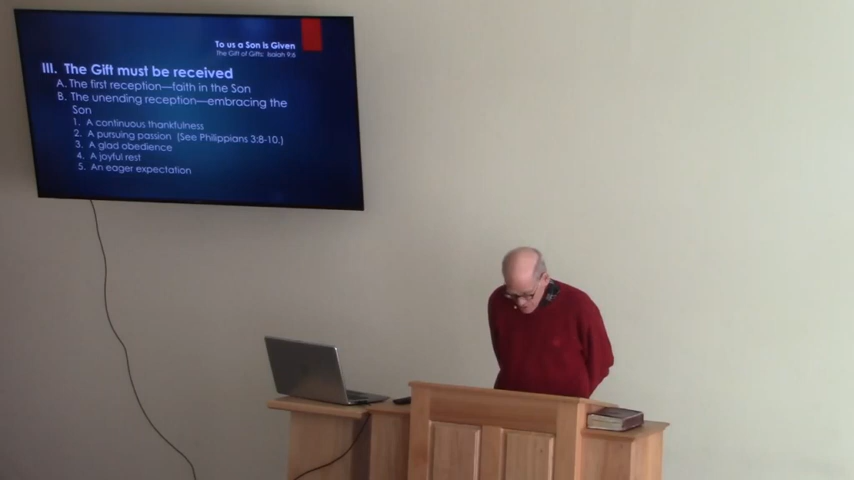 To us a Son is Given
The Gift of Gifts: Isaiah 9:6
III. The Gift must be received
A. The first reception—faith in the Son
B. The unending reception—embracing the
Son
1. A continuous thankfulness
2. A pursuing passion (See Philippians 3:8-10.)
3. A glad obedience
4. A joyful rest
5. An eager expectation